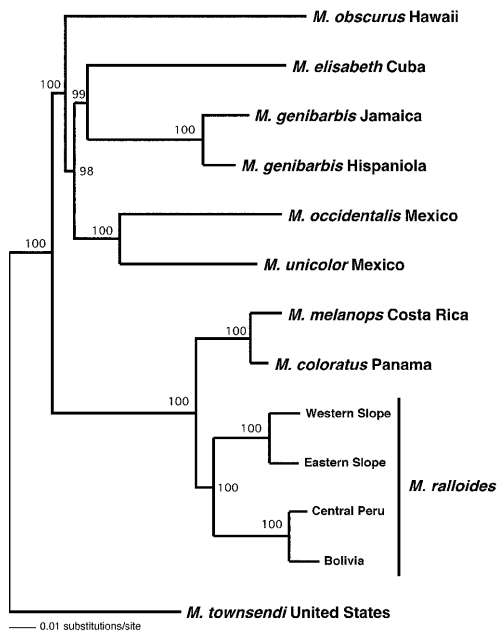 M. obscurus Hawaii
100
M. elisabeth Cuba
99
M. genibarbis Jamaica
100
M. genibarbis Hispaniola
98
M. occidentalis Mexico
100
M. unicolor Mexico
100
M. melanops Costa Rica
100
M. coloratus Panama
100
Western Slope
100
Eastern Slope
M. ralloides
100
Central Peru
100
Bolivia
M. townsendi United States
0.01 substitutions/site